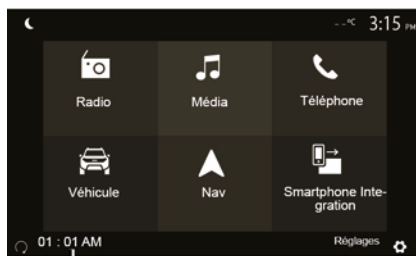 --°C 3:15 PM
Radio
Média
Téléphone
Véhicule
Nav
Smartphone Inte-
gration
01 : 01 AM
Réglages